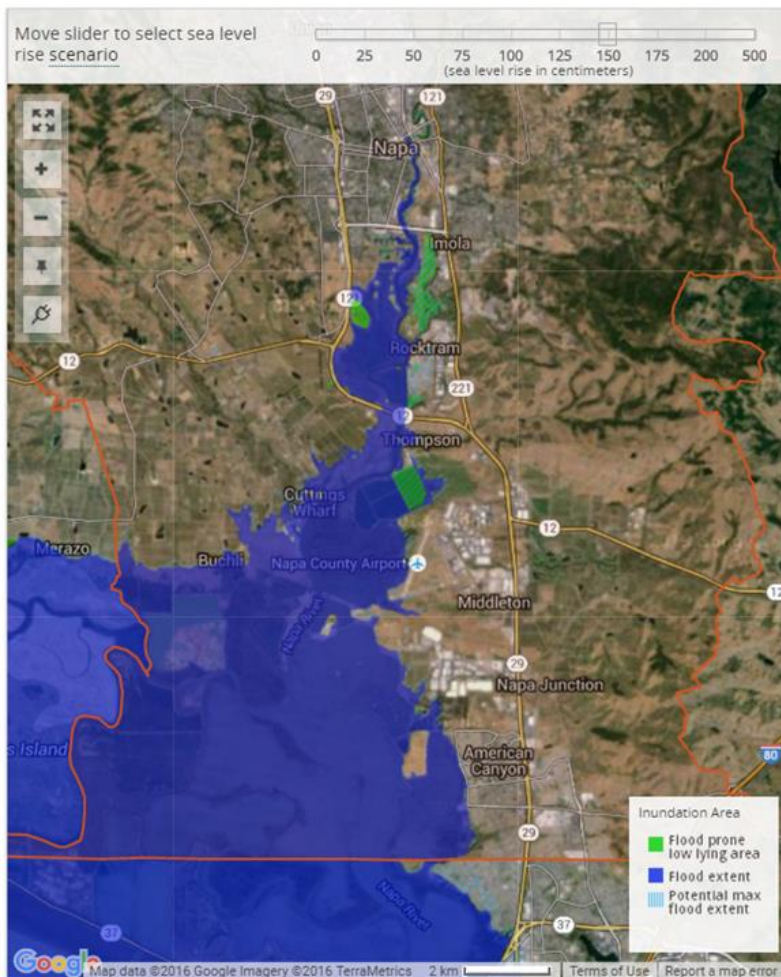 Move slider to select sea level
rise scenario
0 25 50 75 100 125 150 175 200 500
(sea level rise in centimeters)
29
121
Napa
Imola
121
12
Rocktram
221
12
Thompson
Cuttings
Wharf
12
12
Merazo
Buchli
Napa County Airport
Middleton
Napa River
29
Napa Junction
s Island
American
Canyon
80
29
Inundation Area
Flood prone
low lying area
Flood extent
Potential max
flood extent
Napa River
37
37
Google
Map data ©2016 Google Imagery ©2016 TerraMetrics
2 km
Terms of Use
Report a map error